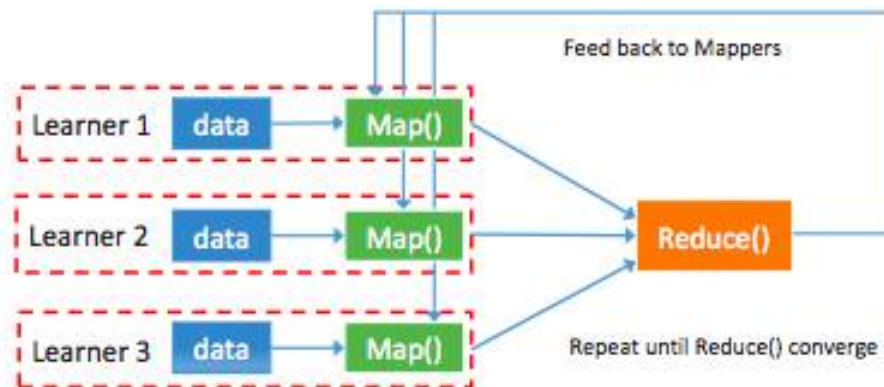 Feed back to Mappers
Learner 1 data Map()
Learner 2 data Map() Reduce()
Learner 3 data Map() Repeat until Reduce() converge